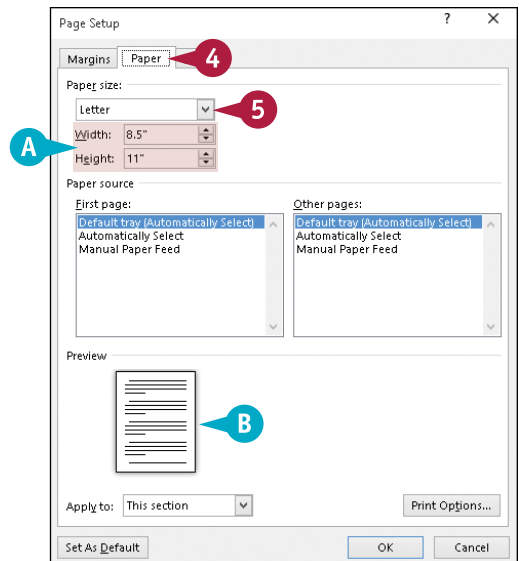 Page Setup ? ×
Margins Paper 4
Paper size:
Letter 5
A
Width: 8.5"
Height: 11"
Paper source
First page: Other pages:
Default tray (Automatically Select) Default tray (Automatically Select)
Automatically Select Automatically Select
Manual Paper Feed Manual Paper Feed
Preview
B
Apply to: This section Print Options...
Set As Default OK Cancel